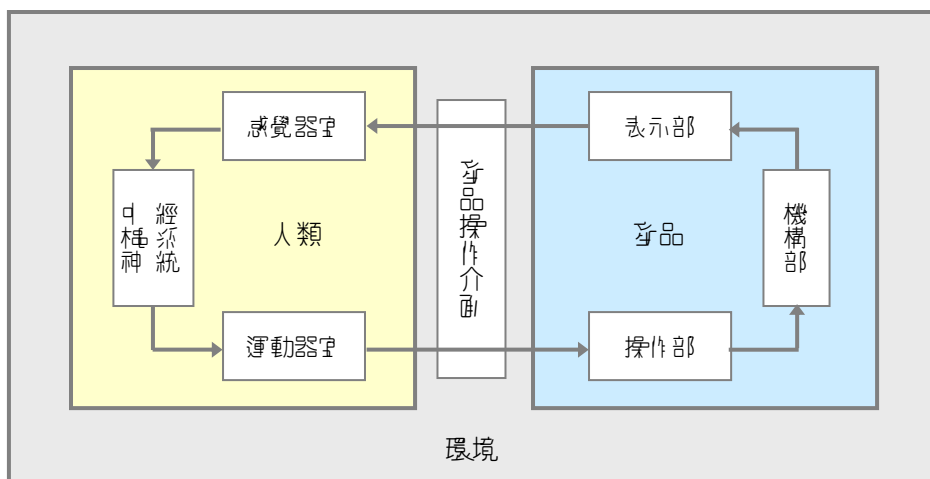 感覺器官
表示部
中樞神
經系統
人類
產品操作介面
產品
機構部
運動器官
操作部
環境